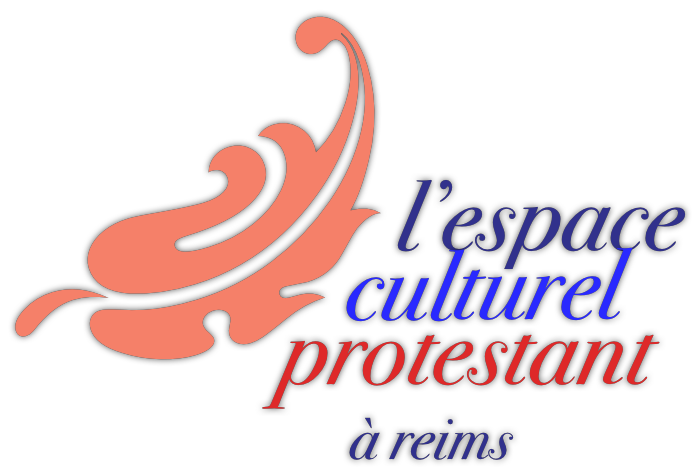 l'espace
culturel
protestant
à reims